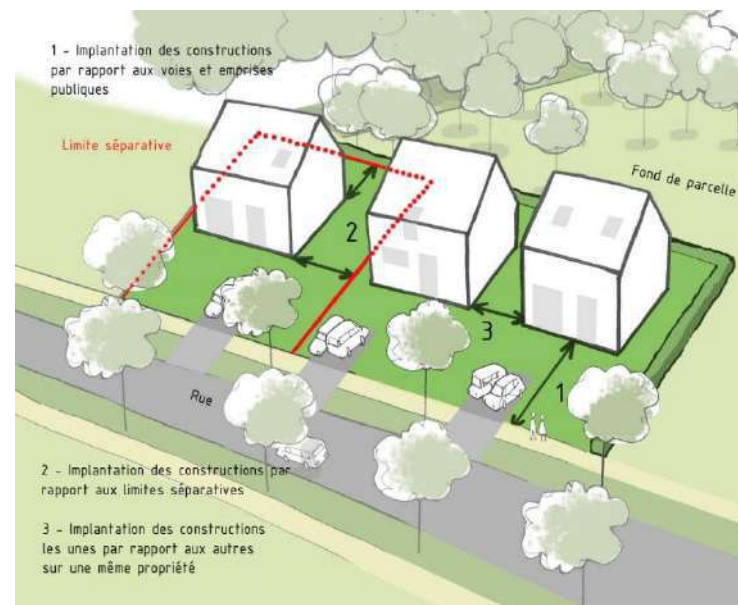 1 - Implantation des constructions
par rapport aux voies et emprises
publiques
Limite séparative
Fond de parcelle
2
3
1
Rue
2 - Implantation des constructions par
rapport aux limites séparatives
3 - Implantation des constructions
les unes par rapport aux autres
sur une même propriété